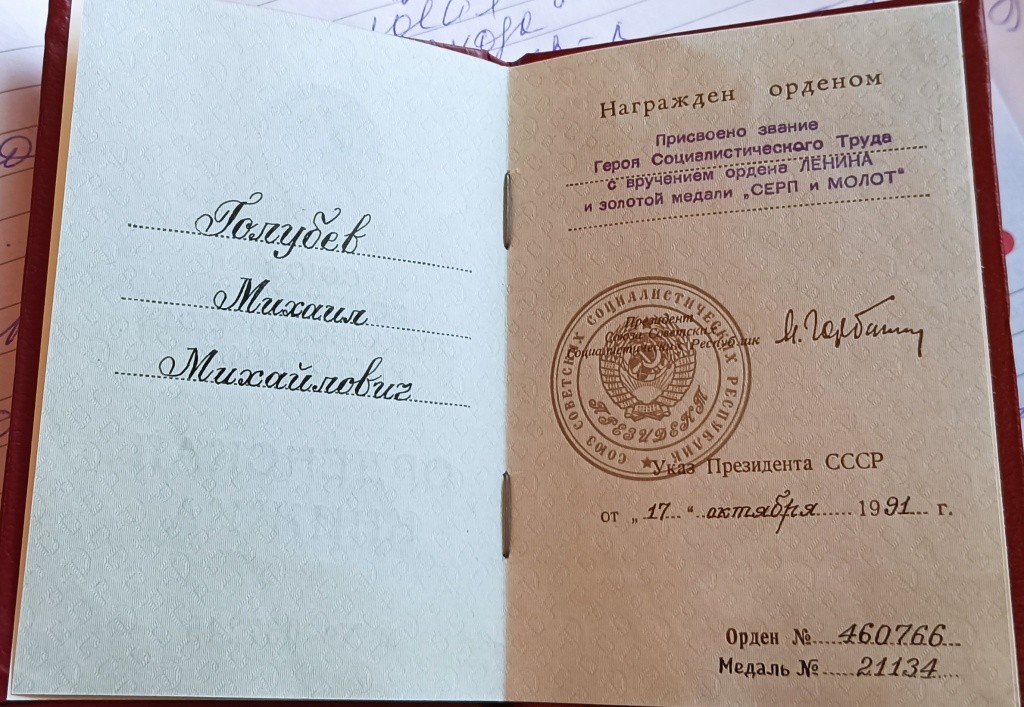 Голубев
Михаил
Михайлович
Награжден орденом
Присвоено звание
Героя Социалистического Труда
с вручением ордена ЛЕНИНА
и золотой медали „СЕРП и МОЛОТ"
Президент
Союза Советских
Социалистических Республик
М. Горбачев
СОЮЗ СОВЕТСКИХ СОЦИАЛИСТИЧЕСКИХ РЕСПУБЛИК
ПРЕЗИДЕНТ
Указ Президента СССР
от „17" октября 1991 г.
Орден № 460766
Медаль № 21134